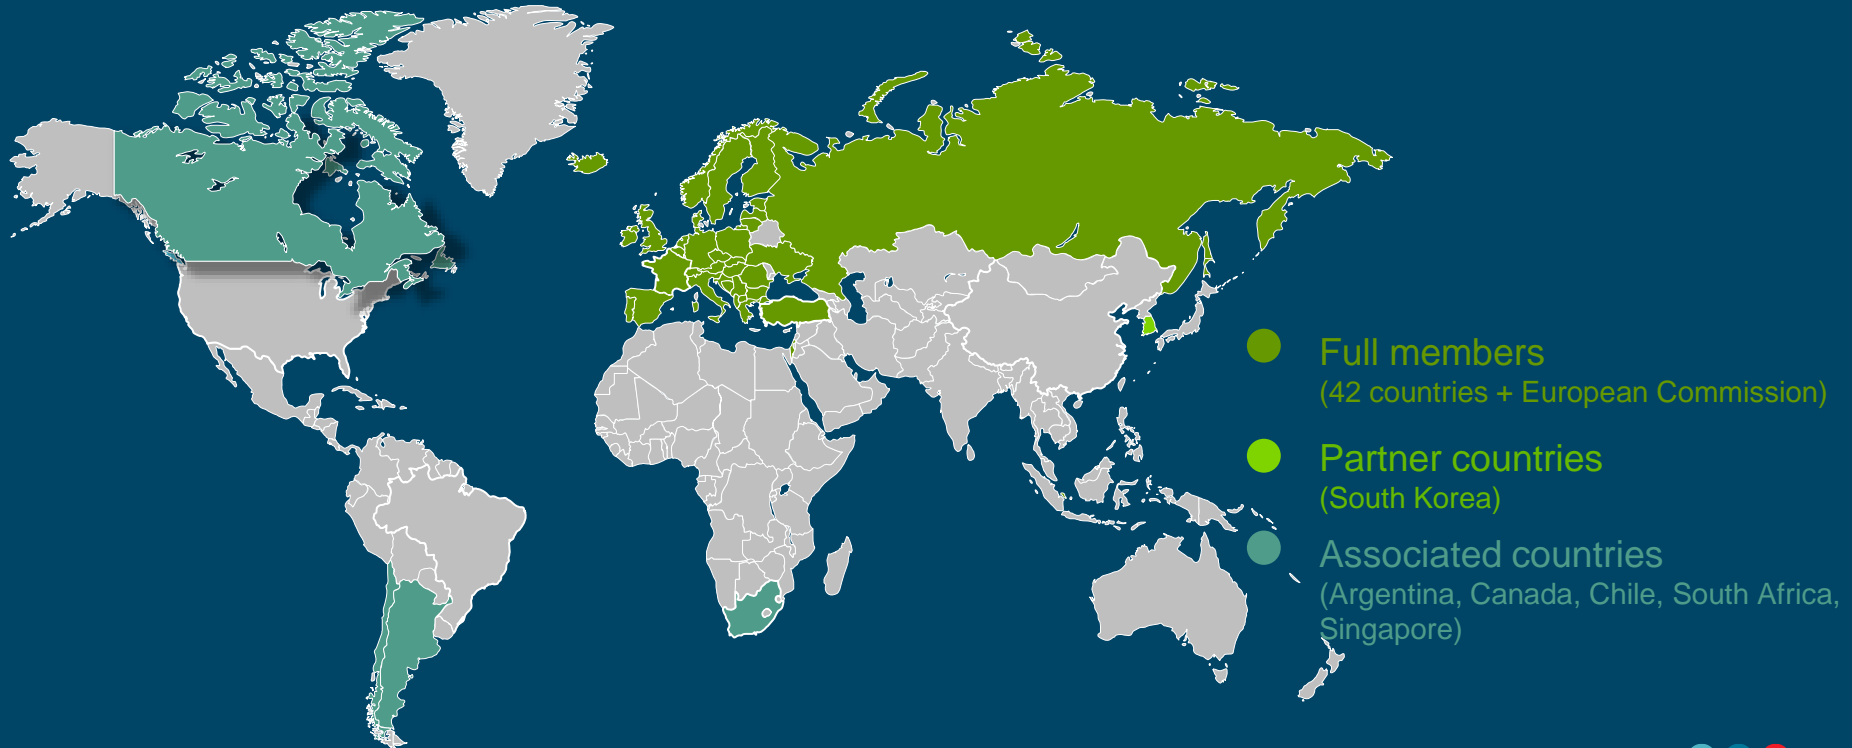 Full members
(42 countries + European Commission)
Partner countries
(South Korea)
Associated countries
(Argentina, Canada, Chile, South Africa,
Singapore)